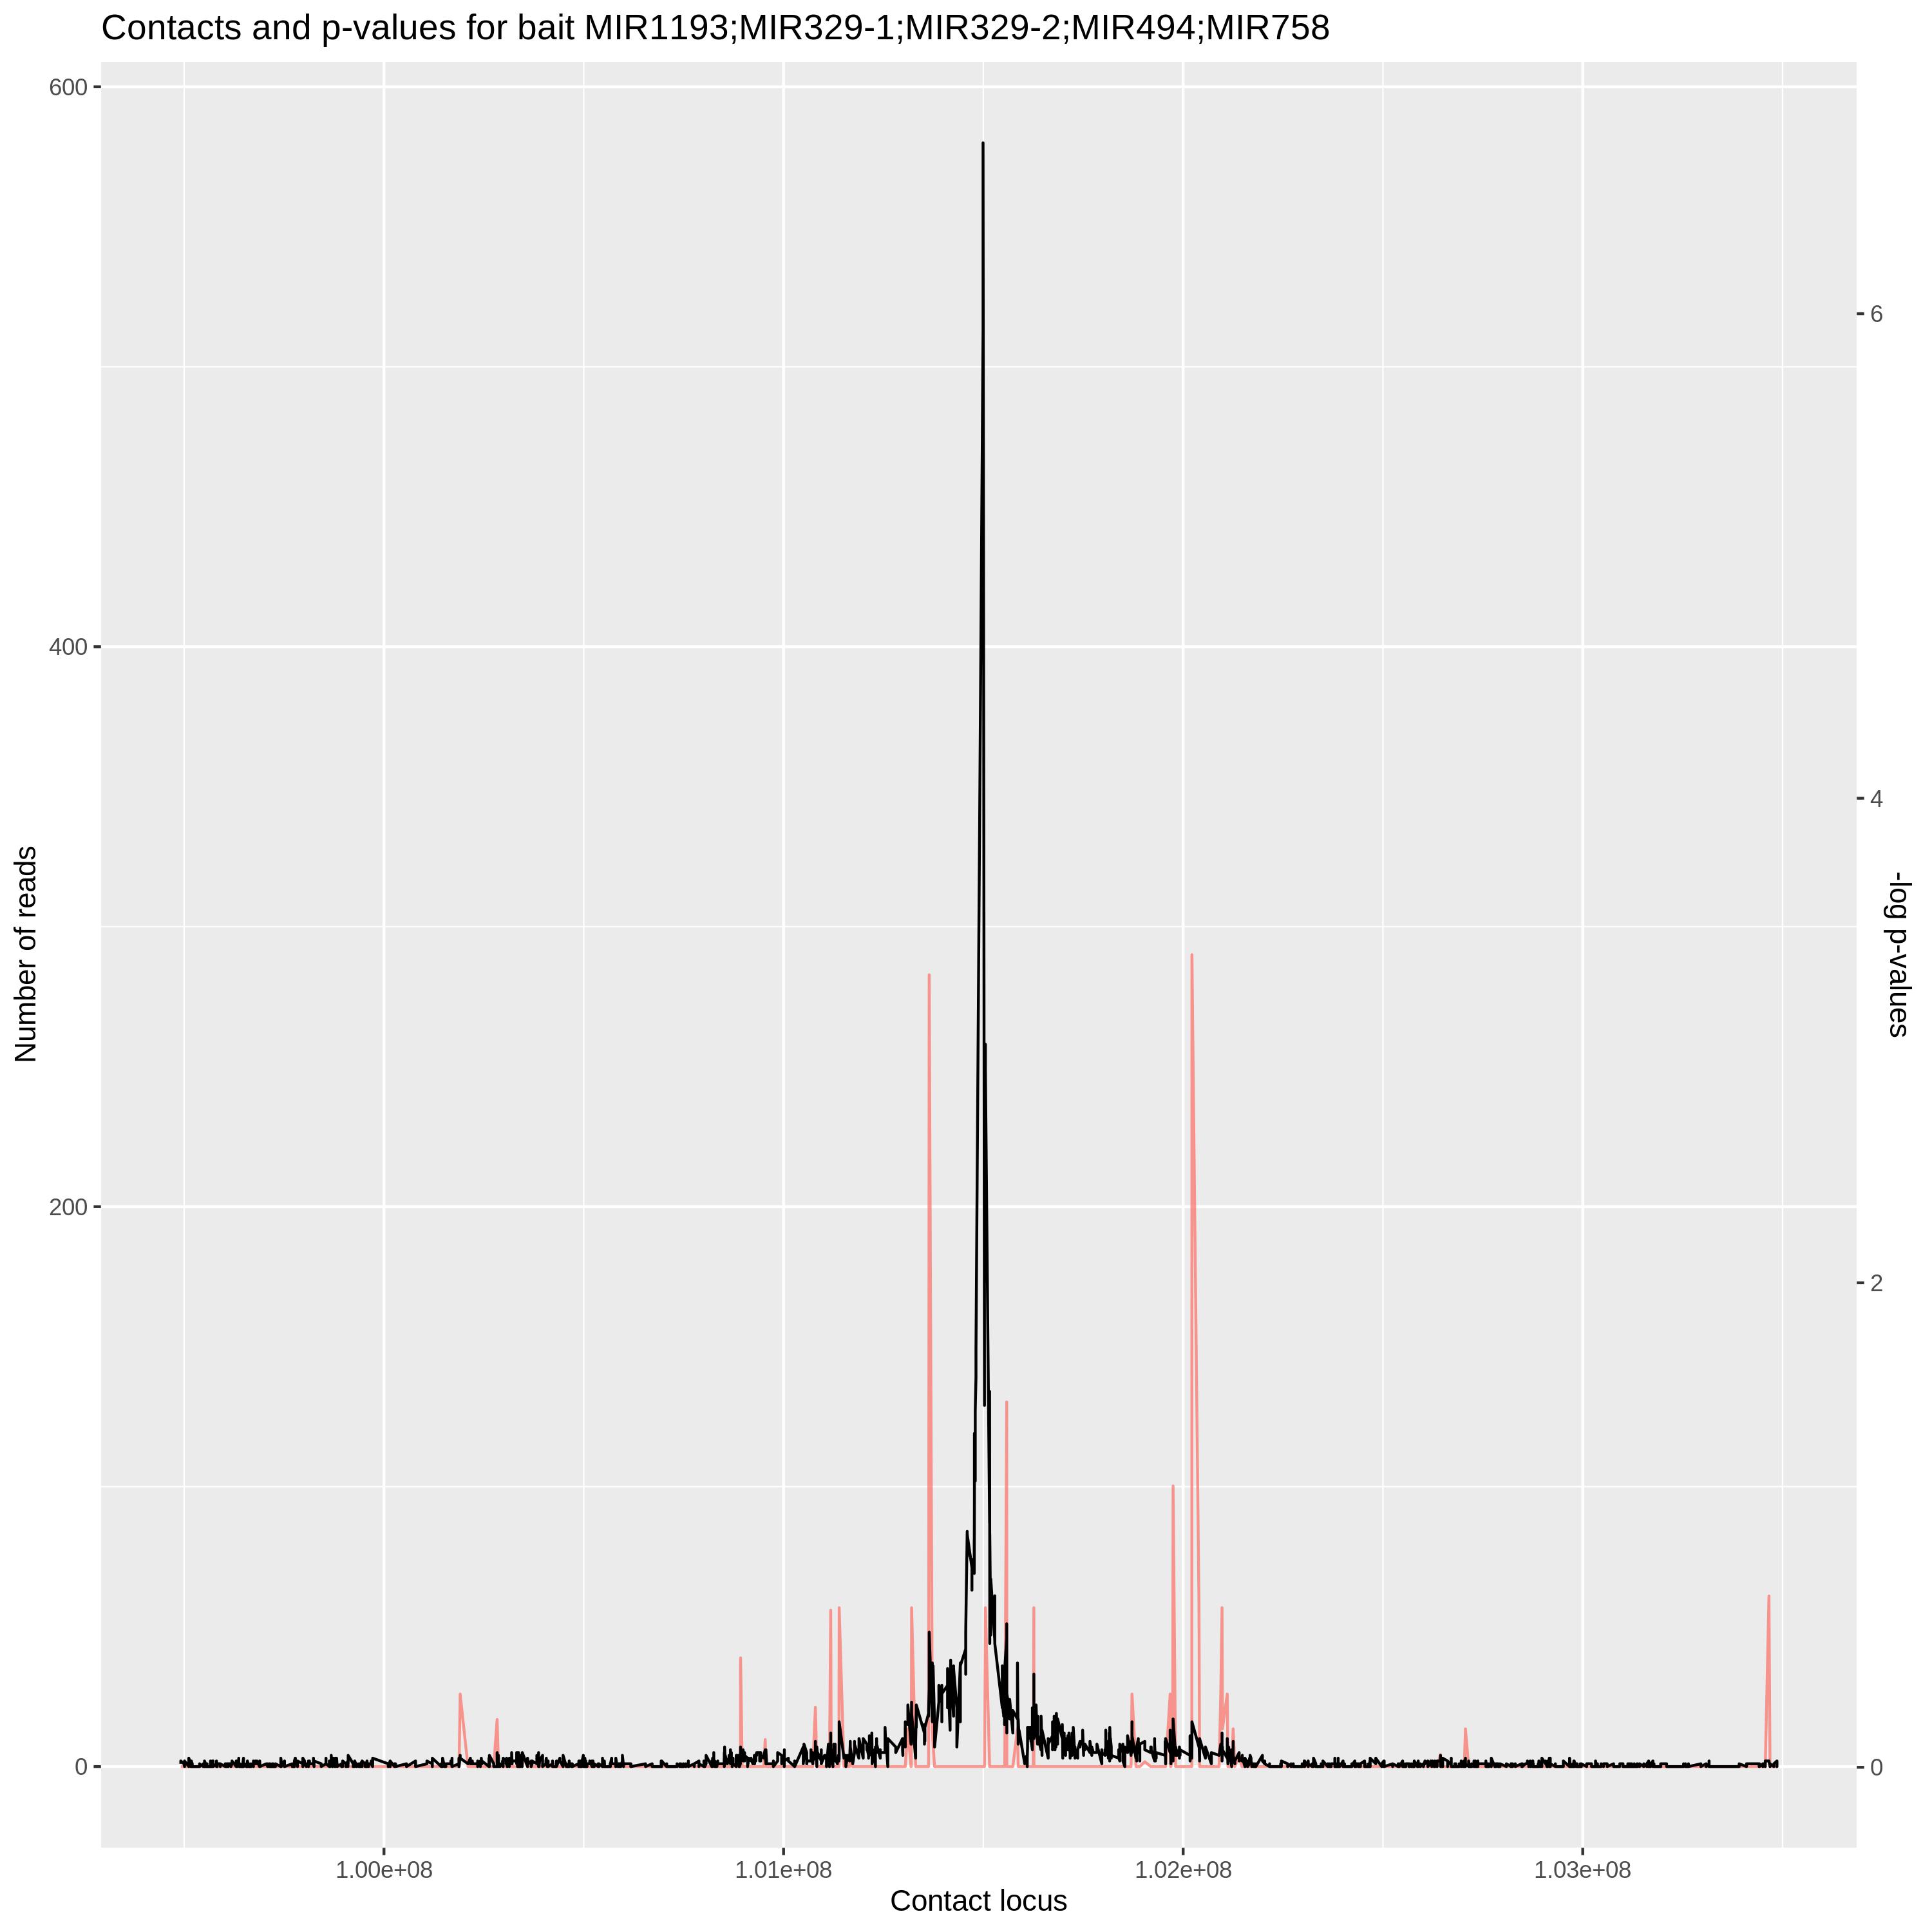 Contacts and p-values for bait MIR1193;MIR329-1;MIR329-2;MIR494;MIR758
600
400
200
0
Number of reads
6
4
2
0
-log p-values
1.00e+08
1.01e+08
1.02e+08
1.03e+08
Contact locus